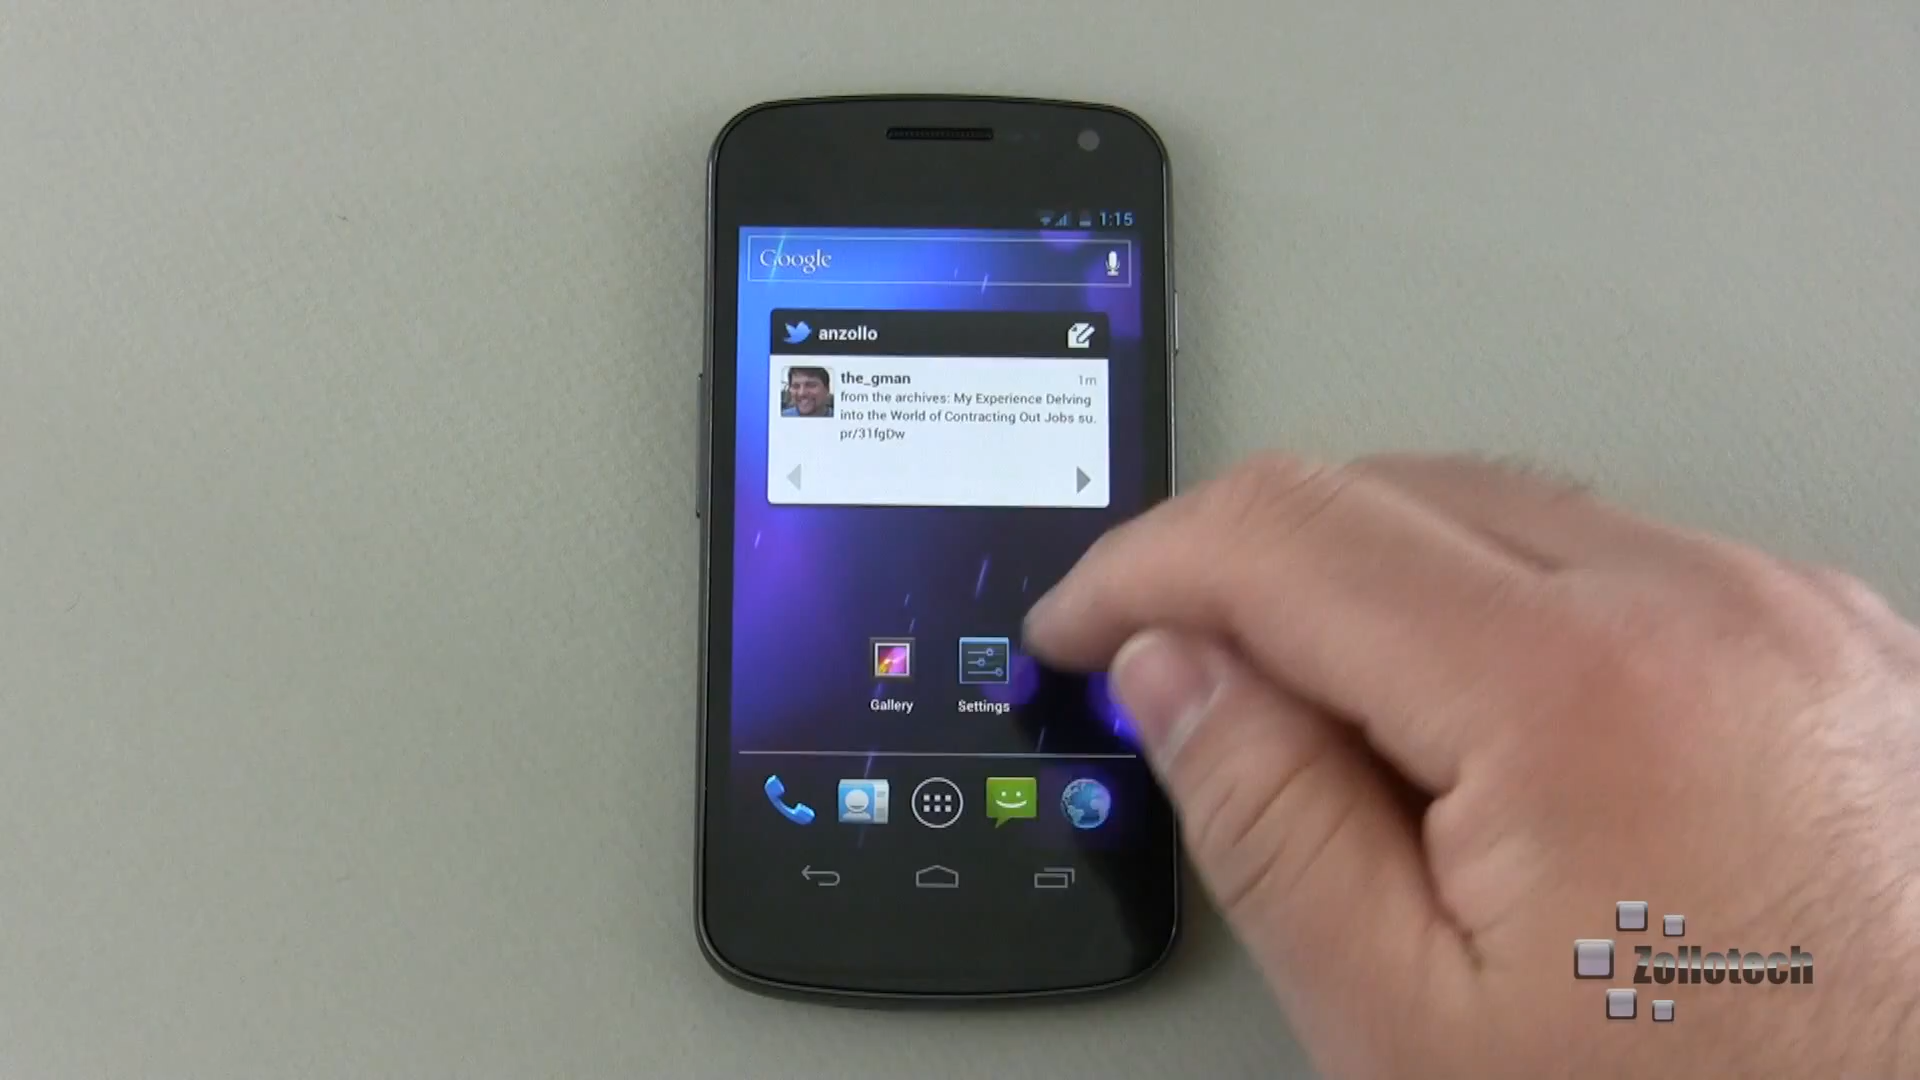 1:15
Google
anzollo
the_gman 1m
from the archives: My Experience Delving
into the World of Contracting Out Jobs su.
pr/31fgDw
Gallery
Settings
Zollotech